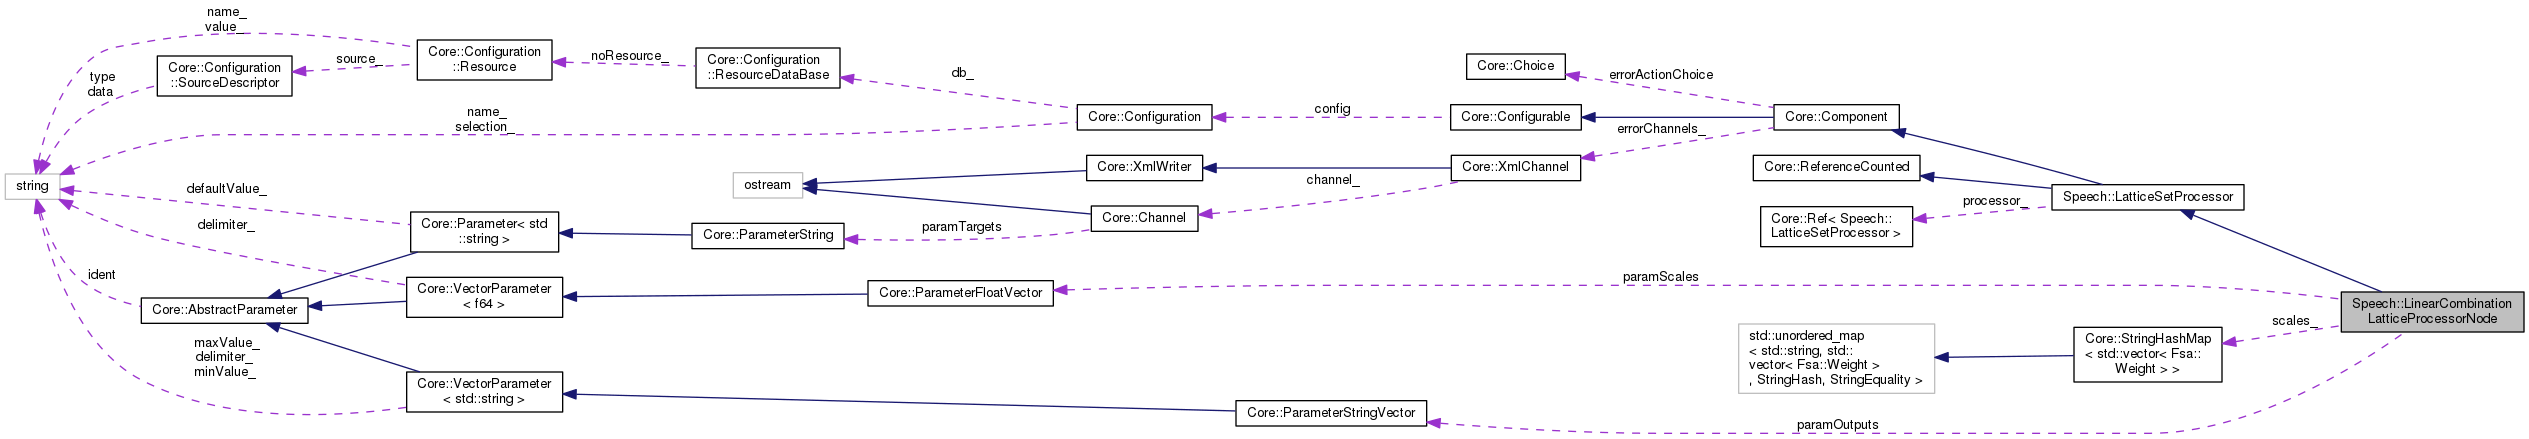 name_
value_
Core::Configuration
::Resource
source_
Core::Configuration
::SourceDescriptor
type
data
noResource_
Core::Configuration
::ResourceDataBase
db_
Core::Choice
errorActionChoice
name_
selection_
Core::Configuration
config
Core::Configurable
Core::Component
errorChannels_
string
defaultValue_
delimiter_
ostream
Core::XmlWriter
Core::XmlChannel
channel_
Core::Channel
Core::ReferenceCounted
Speech::LatticeSetProcessor
processor_
Core::Ref< Speech::
LatticeSetProcessor >
Core::Parameter< std
::string >
Core::ParameterString
paramTargets
ident
Core::AbstractParameter
Core::VectorParameter
< f64 >
Core::ParameterFloatVector
paramScales
Speech::LinearCombination
LatticeProcessorNode
scales_
std::unordered_map
< std::string, std::
vector< Fsa::Weight >
, StringHash, StringEquality >
Core::StringHashMap
< std::vector< Fsa::
Weight > >
maxValue_
delimiter_
minValue_
Core::VectorParameter
< std::string >
Core::ParameterStringVector
paramOutputs